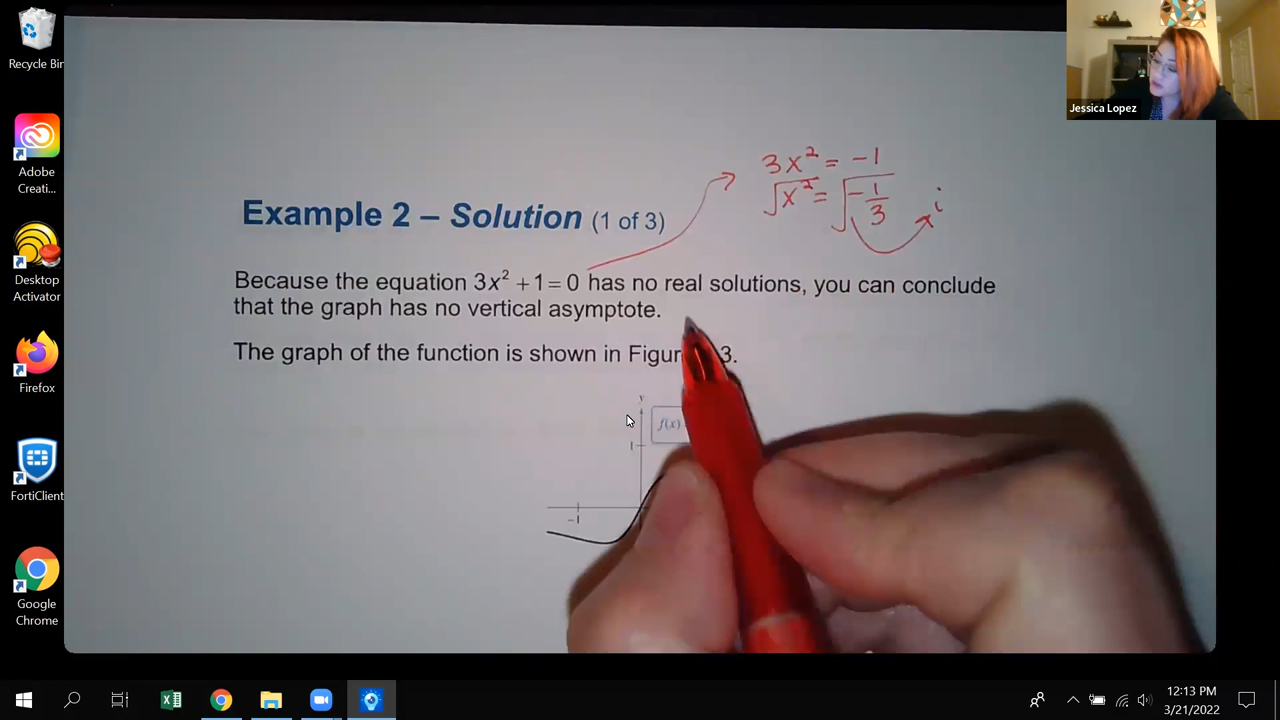 Recycle Bin
Adobe
Creati...
Desktop
Activator
Firefox
FortiClient
Google
Chrome
Jessica Lopez
3x² = -1
√x² = √-1/3
i
Example 2 – Solution (1 of 3)
Because the equation 3x² + 1 = 0 has no real solutions, you can conclude
that the graph has no vertical asymptote.
The graph of the function is shown in 3.
y
f(x)
1
-1
12:13 PM
3/21/2022